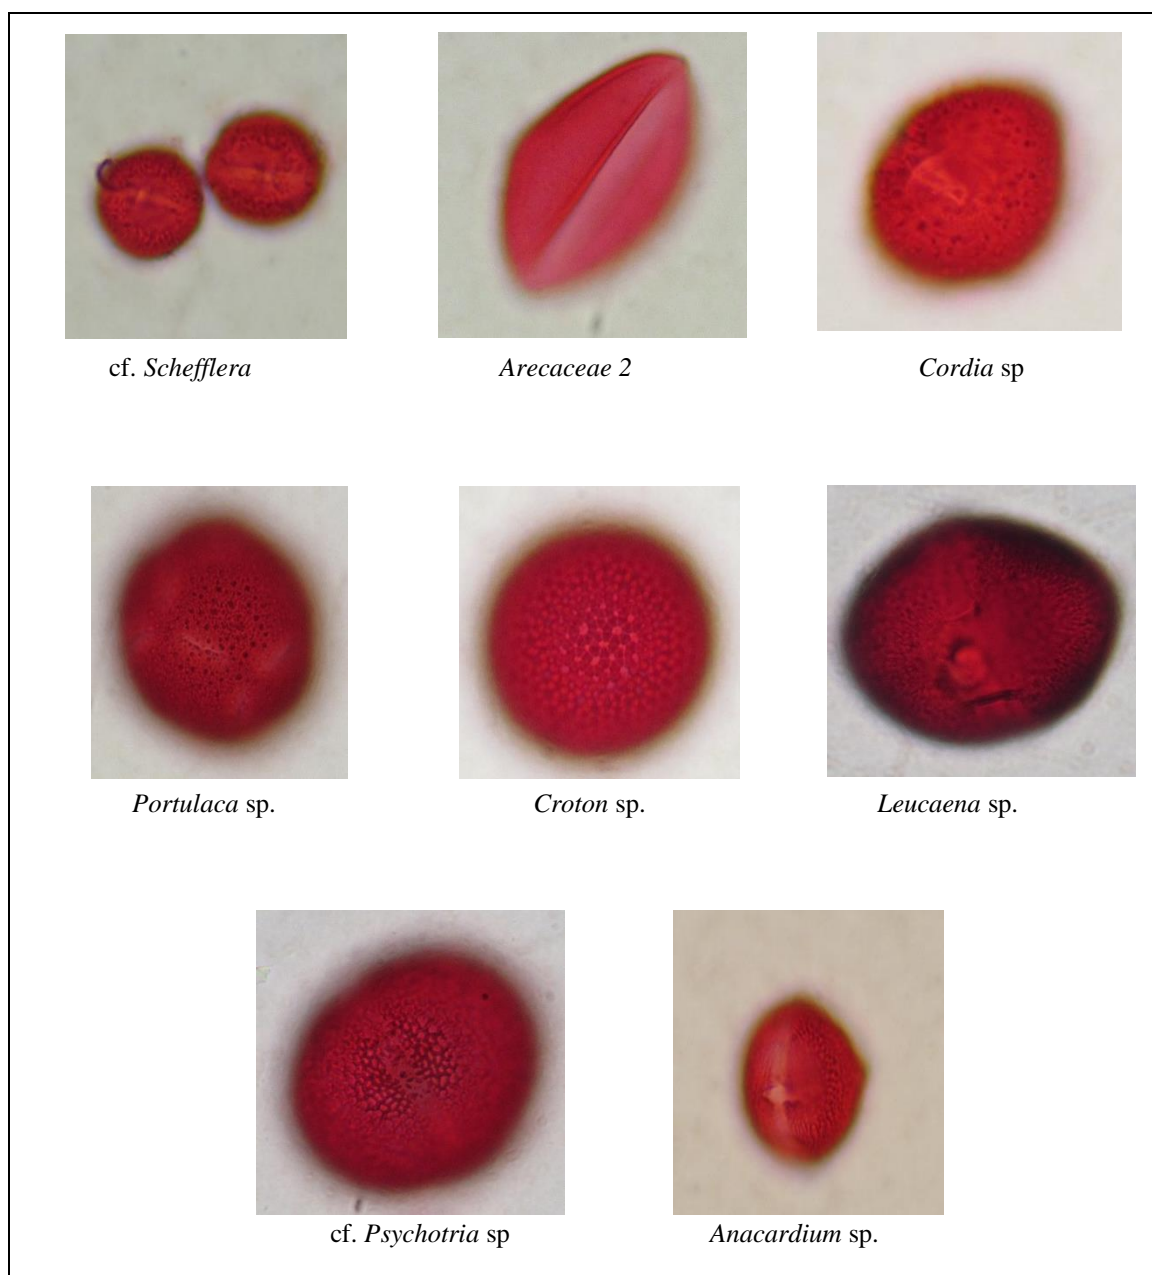 cf. Schefflera
Arecaceae 2
Cordia sp
Portulaca sp.
Croton sp.
Leucaena sp.
cf. Psychotria sp
Anacardium sp.